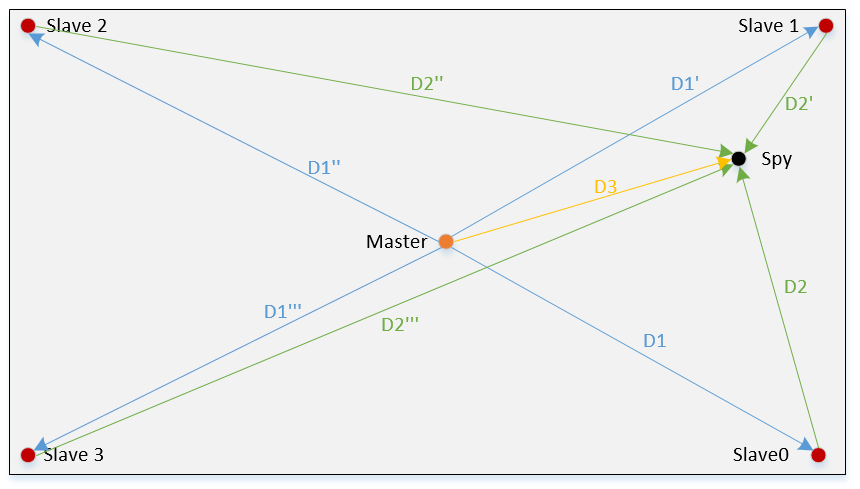 Slave 2
Slave 1
D2''
D1'
D2'
Spy
D1''
D3
Master
D2
D1'''
D2'''
D1
Slave 3
Slave0